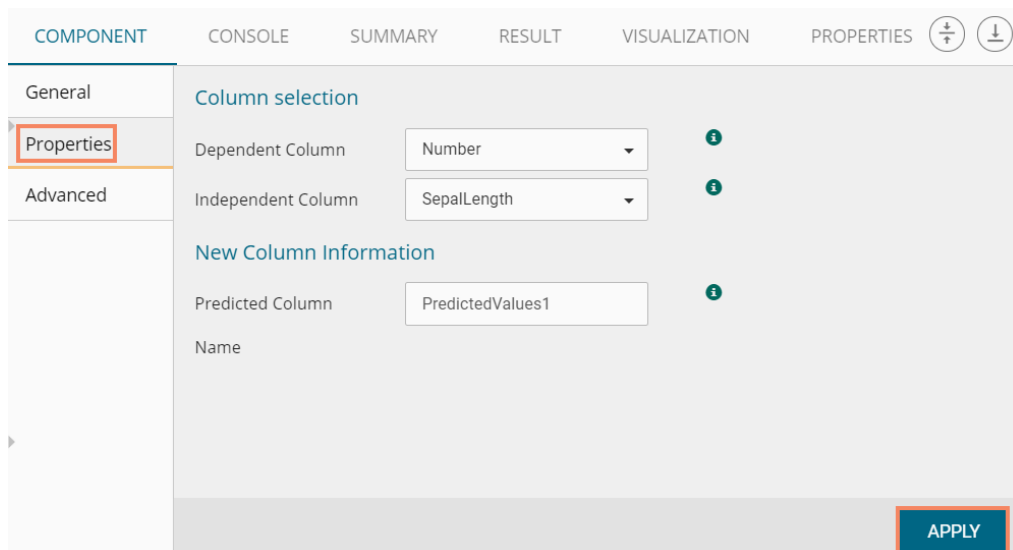 COMPONENT CONSOLE SUMMARY RESULT VISUALIZATION PROPERTIES
General
Properties
Advanced
Column selection
Dependent Column Number
Independent Column SepalLength
New Column Information
Predicted Column PredictedValues1
Name
APPLY